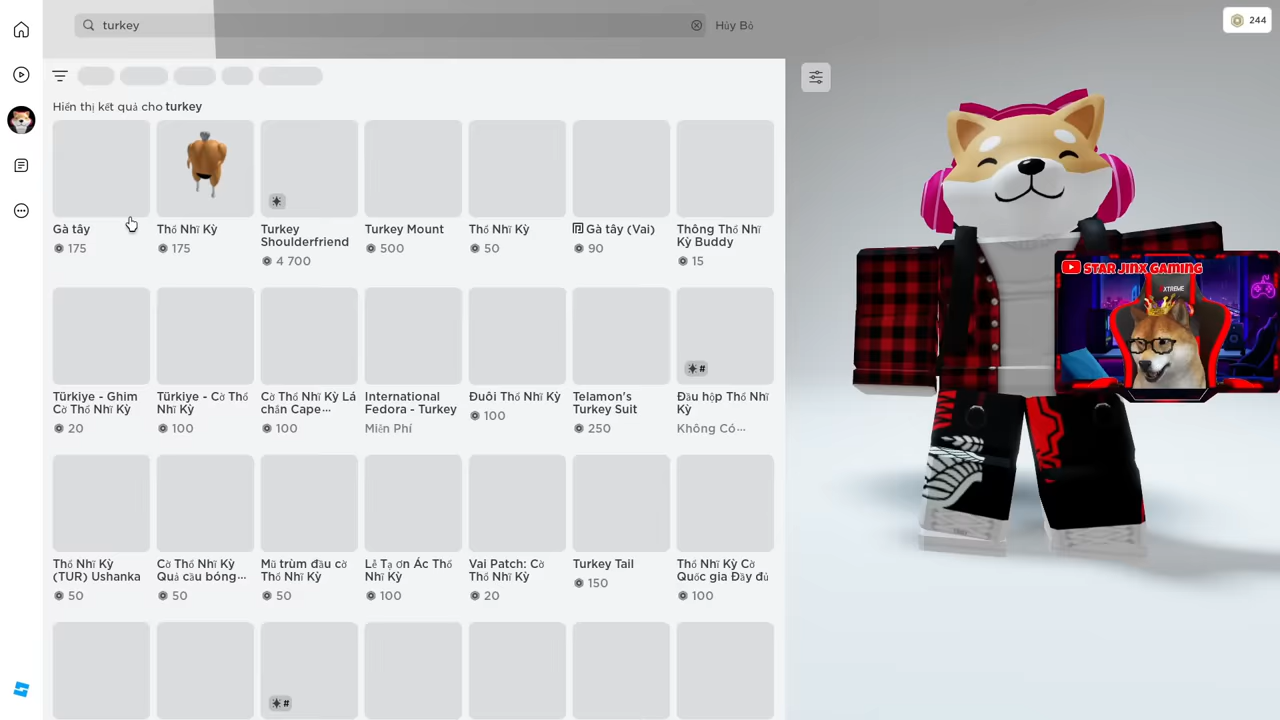 turkey
Hủy Bỏ
244
Hiển thị kết quả cho turkey
Gà tây
175
Thổ Nhĩ Kỳ
175
Turkey
Shoulderfriend
4 700
Turkey Mount
500
Thổ Nhĩ Kỳ
50
Gà tây (Vai)
90
Thông Thổ Nhĩ
Kỳ Buddy
15
Türkiye - Ghim
Cờ Thổ Nhĩ Kỳ
20
Türkiye - Cờ Thổ
Nhĩ Kỳ
100
Cờ Thổ Nhĩ Kỳ Lá
chắn Cape...
100
International
Fedora - Turkey
Miễn Phí
Đuôi Thổ Nhĩ Kỳ
100
Telamon's
Turkey Suit
250
#
Đầu hộp Thổ Nhĩ
Kỳ
Không Có...
Thổ Nhĩ Kỳ
(TUR) Ushanka
50
Cờ Thổ Nhĩ Kỳ
Quả cầu bóng...
50
Mũ trùm đầu cờ
Thổ Nhĩ Kỳ
50
Lễ Tạ ơn Ác Thổ
Nhĩ Kỳ
100
Vai Patch: Cờ
Thổ Nhĩ Kỳ
20
Turkey Tail
150
Thổ Nhĩ Kỳ Cờ
Quốc gia Đầy đủ
100
#
STAR JINX GAMING
XTREME